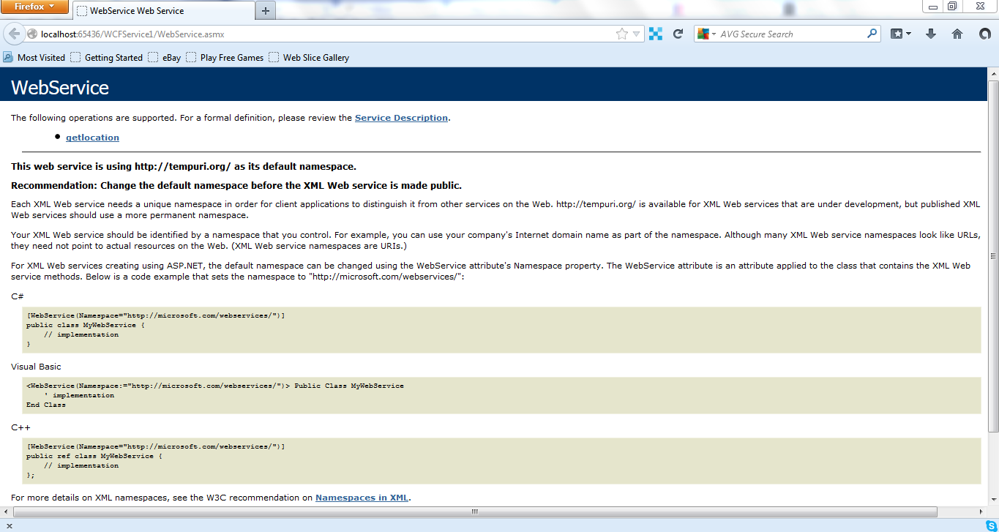 Firefox
WebService Web Service
localhost:65436/WCFService1/WebService.asmx
AVG Secure Search
Most Visited
Getting Started
eBay
Play Free Games
Web Slice Gallery
WebService
The following operations are supported. For a formal definition, please review the Service Description.
getlocation
This web service is using http://tempuri.org/ as its default namespace.
Recommendation: Change the default namespace before the XML Web service is made public.
Each XML Web service needs a unique namespace in order for client applications to distinguish it from other services on the Web. http://tempuri.org/ is available for XML Web services that are under development, but published XML
Web services should use a more permanent namespace.
Your XML Web service should be identified by a namespace that you control. For example, you can use your company's Internet domain name as part of the namespace. Although many XML Web service namespaces look like URLs,
they need not point to actual resources on the Web. (XML Web service namespaces are URIs.)
For XML Web services creating using ASP.NET, the default namespace can be changed using the WebService attribute's Namespace property. The WebService attribute is an attribute applied to the class that contains the XML Web
service methods. Below is a code example that sets the namespace to "http://microsoft.com/webservices/":
C#
[WebService(Namespace="http://microsoft.com/webservices/")]
public class MyWebService {
// implementation
}
Visual Basic
<WebService(Namespace:="http://microsoft.com/webservices/")> Public Class MyWebService
' implementation
End Class
C++
[WebService(Namespace="http://microsoft.com/webservices/")]
public ref class MyWebService {
// implementation
};
For more details on XML namespaces, see the W3C recommendation on Namespaces in XML.